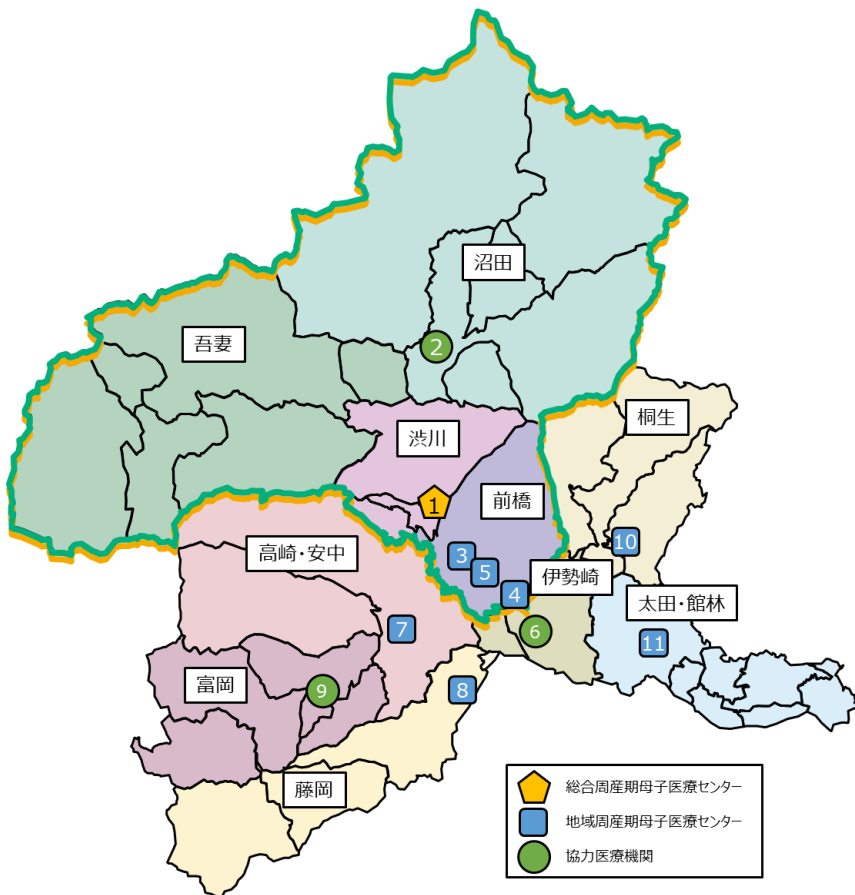 沼田
2
吾妻
桐生
渋川
1
前橋
高崎・安中
3
10
5
伊勢崎
4
太田・館林
7
6
11
富岡
9
8
藤岡
総合周産期母子医療センター
地域周産期母子医療センター
協力医療機関